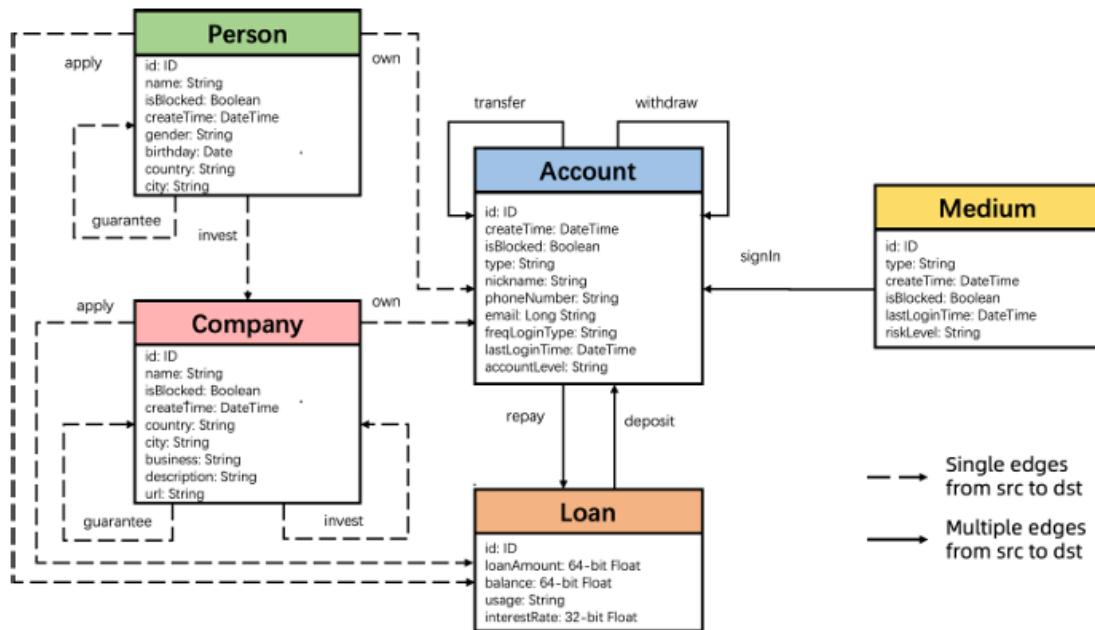 Person
apply
own
id: ID
name: String
isBlocked: Boolean
createTime: DateTime
gender: String
birthday: Date
country: String
city: String
guarantee
invest
transfer
withdraw
Account
id: ID
createTime: DateTime
isBlocked: Boolean
type: String
nickname: String
phoneNumber: String
email: Long String
freqLoginType: String
lastLoginTime: DateTime
accountLevel: String
signIn
Medium
id: ID
type: String
createTime: DateTime
isBlocked: Boolean
lastLoginTime: DateTime
riskLevel: String
apply
own
Company
id: ID
name: String
isBlocked: Boolean
createTime: DateTime
country: String
city: String
business: String
description: String
url: String
guarantee
invest
repay
deposit
Loan
id: ID
loanAmount: 64-bit Float
balance: 64-bit Float
usage: String
interestRate: 32-bit Float
Single edges
from src to dst
Multiple edges
from src to dst